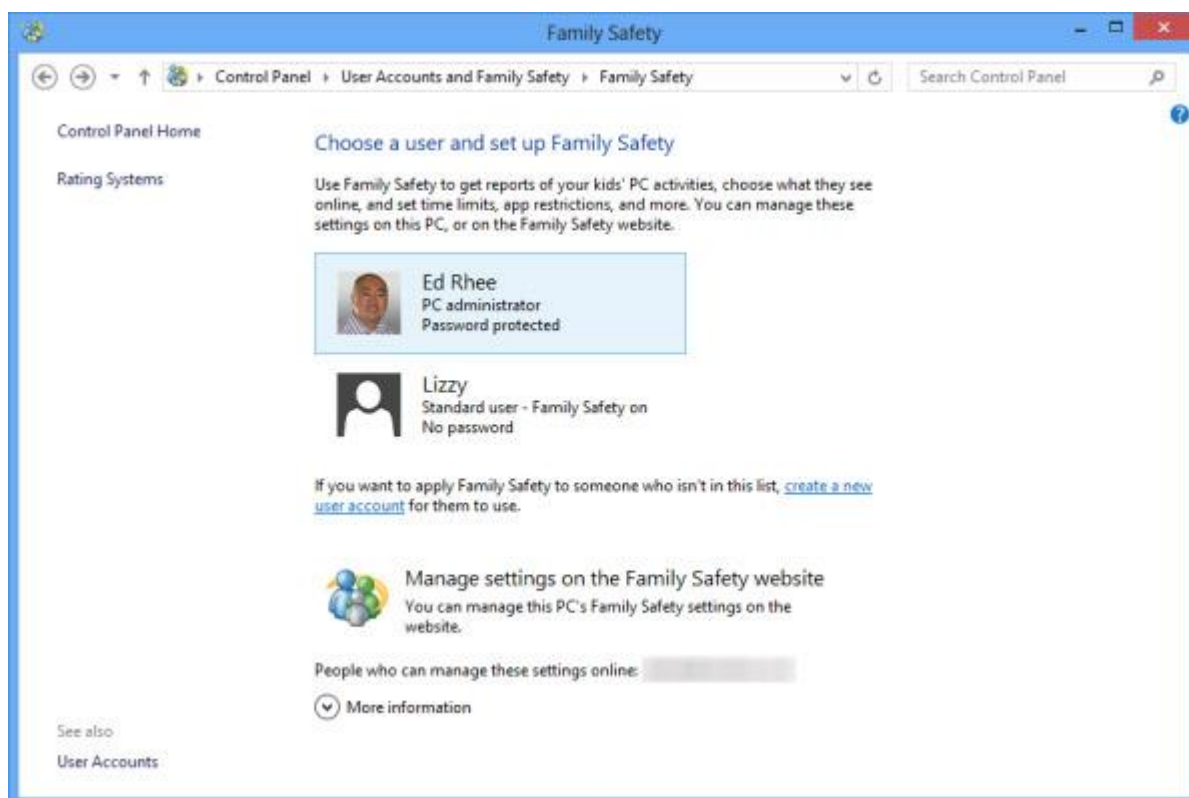 Family Safety
Control Panel ▸ User Accounts and Family Safety ▸ Family Safety
Search Control Panel
Control Panel Home
Rating Systems
Choose a user and set up Family Safety
Use Family Safety to get reports of your kids' PC activities, choose what they see
online, and set time limits, app restrictions, and more. You can manage these
settings on this PC, or on the Family Safety website.
Ed Rhee
PC administrator
Password protected
Lizzy
Standard user - Family Safety on
No password
If you want to apply Family Safety to someone who isn't in this list, create a new
user account for them to use.
Manage settings on the Family Safety website
You can manage this PC's Family Safety settings on the
website.
People who can manage these settings online:
More information
See also
User Accounts